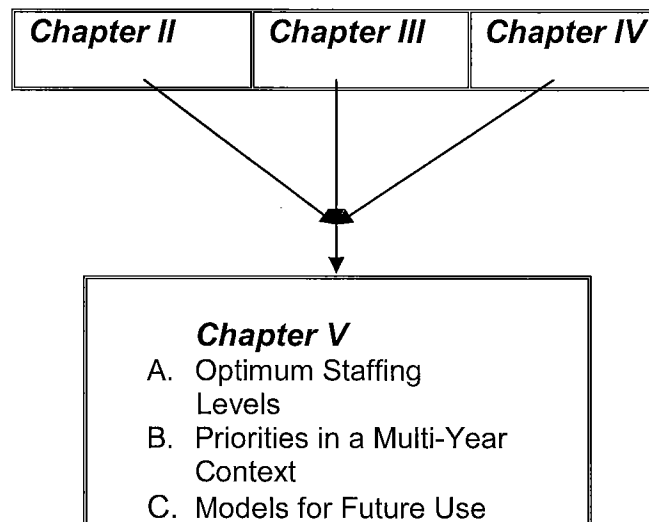 Chapter II Chapter III Chapter IV
Chapter V
A. Optimum Staffing
Levels
B. Priorities in a Multi-Year
Context
C. Models for Future Use